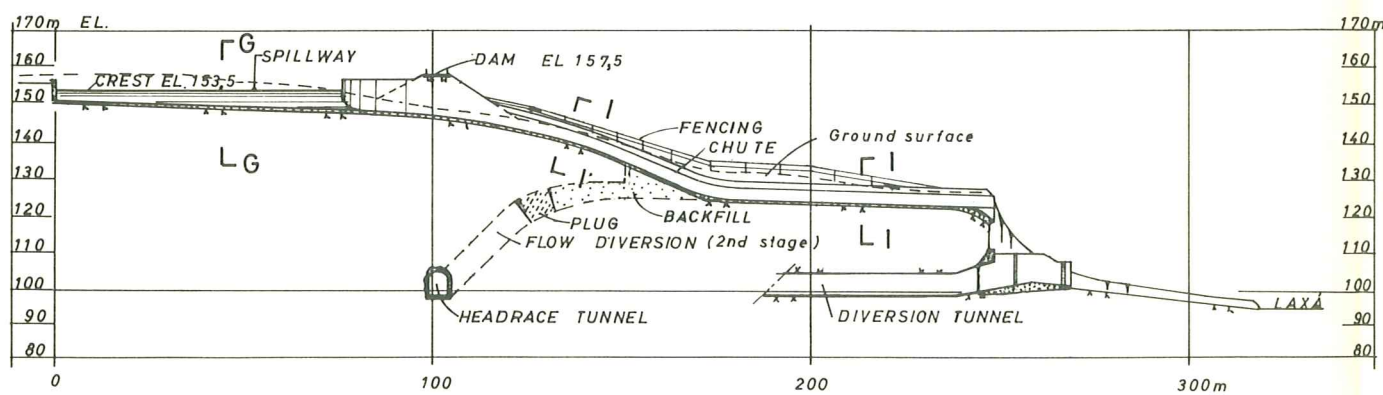 170m EL.
170m
160
160
150
150
140
140
130
130
120
120
110
110
100
100
90
90
80
80
G
SPILLWAY
CREST EL. 153,5
DAM EL 157,5
G
I
FENCING
CHUTE
Ground surface
I
I
BACKFILL
PLUG
FLOW DIVERSION (2nd stage)
I
HEADRACE TUNNEL
DIVERSION TUNNEL
LAXÁ
0
100
200
300m